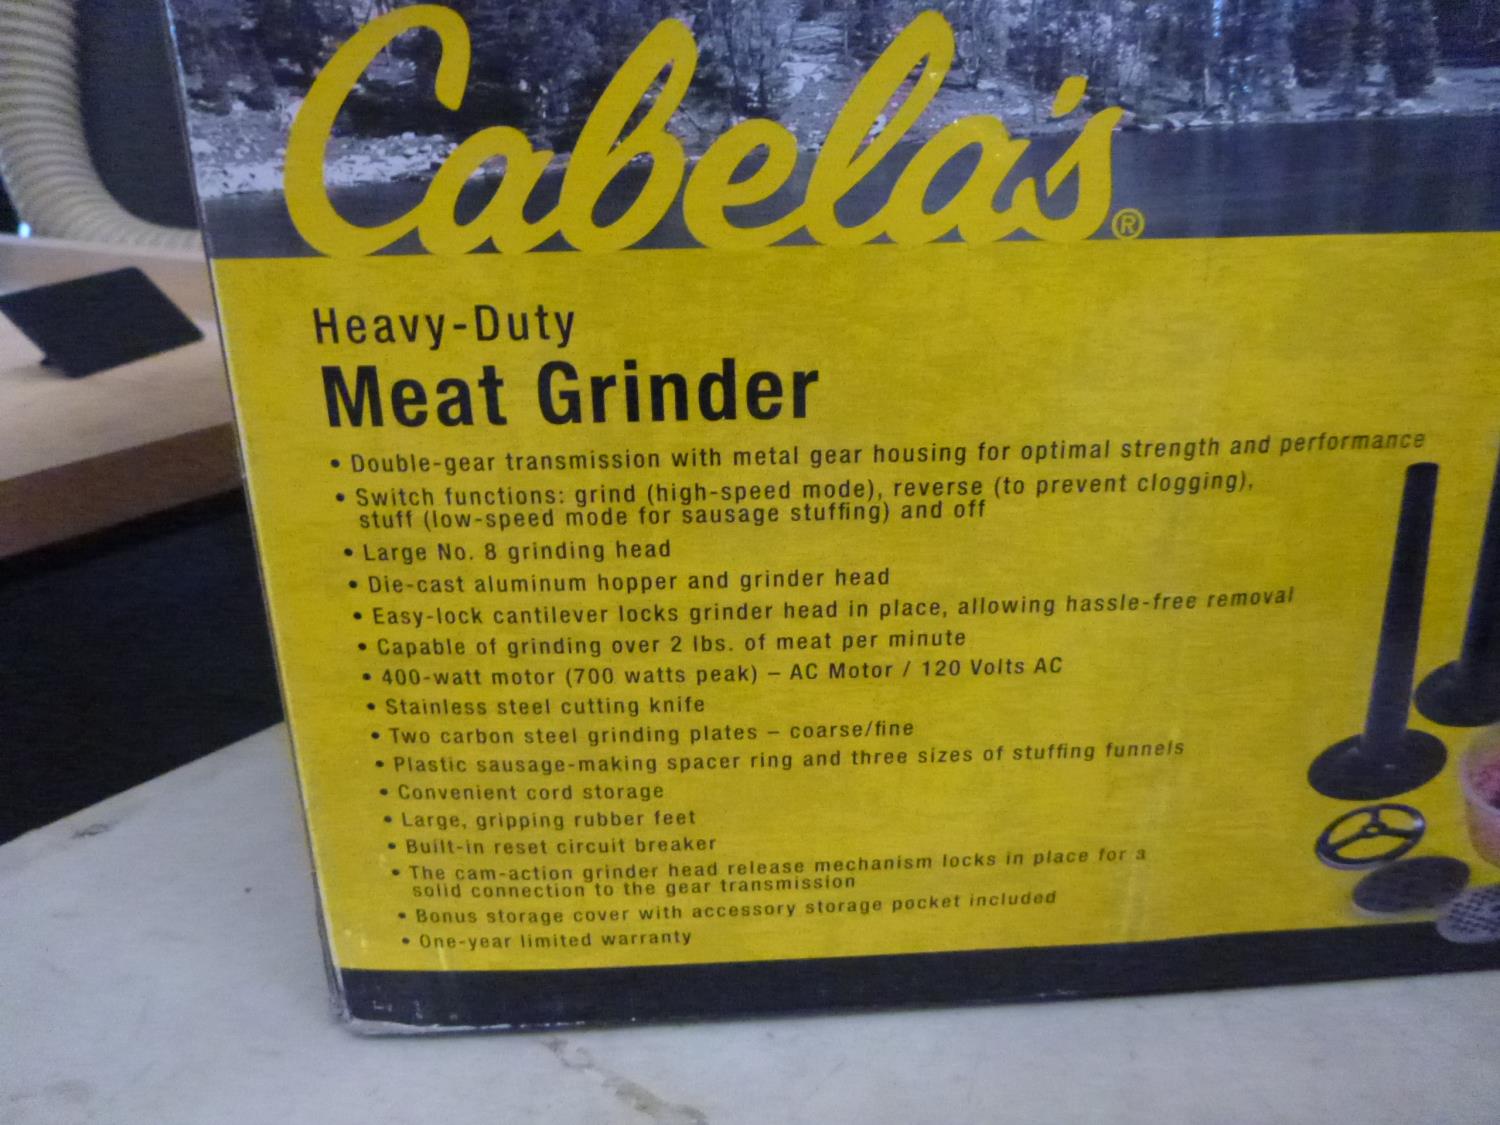 Cabela's®
Heavy-Duty
Meat Grinder
• Double-gear transmission with metal gear housing for optimal strength and performance
• Switch functions: grind (high-speed mode), reverse (to prevent clogging),
stuff (low-speed mode for sausage stuffing) and off
• Large No. 8 grinding head
• Die-cast aluminum hopper and grinder head
• Easy-lock cantilever locks grinder head in place, allowing hassle-free removal
• Capable of grinding over 2 lbs. of meat per minute
• 400-watt motor (700 watts peak) – AC Motor / 120 Volts AC
• Stainless steel cutting knife
• Two carbon steel grinding plates – coarse/fine
• Plastic sausage-making spacer ring and three sizes of stuffing funnels
• Convenient cord storage
• Large, gripping rubber feet
• Built-in reset circuit breaker
• The cam-action grinder head release mechanism locks in place for a
solid connection to the gear transmission
• Bonus storage cover with accessory storage pocket included
• One-year limited warranty